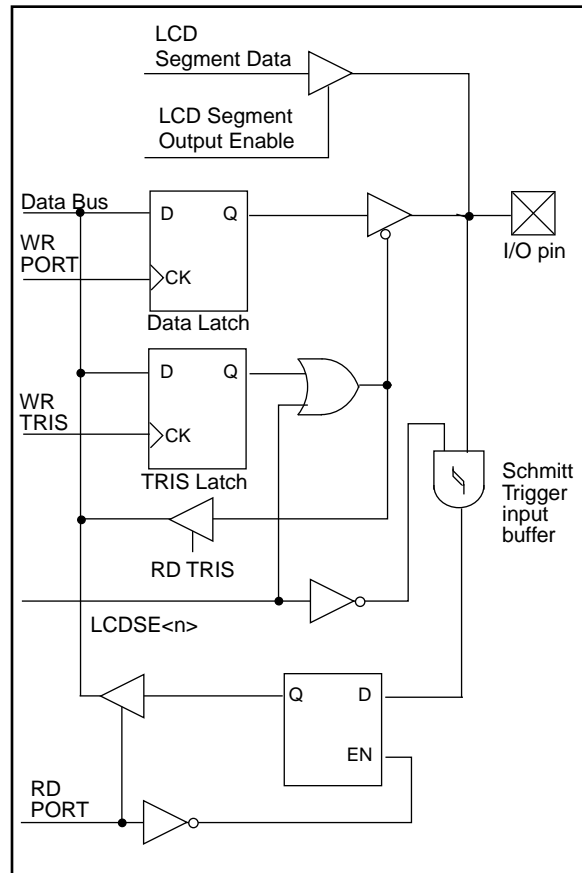 LCD
Segment Data
LCD Segment
Output Enable
Data Bus
D
Q
WR
PORT
CK
I/O pin
Data Latch
D
Q
WR
TRIS
CK
TRIS Latch
Schmitt
Trigger
input
buffer
RD TRIS
LCDSE<n>
Q
D
EN
RD
PORT